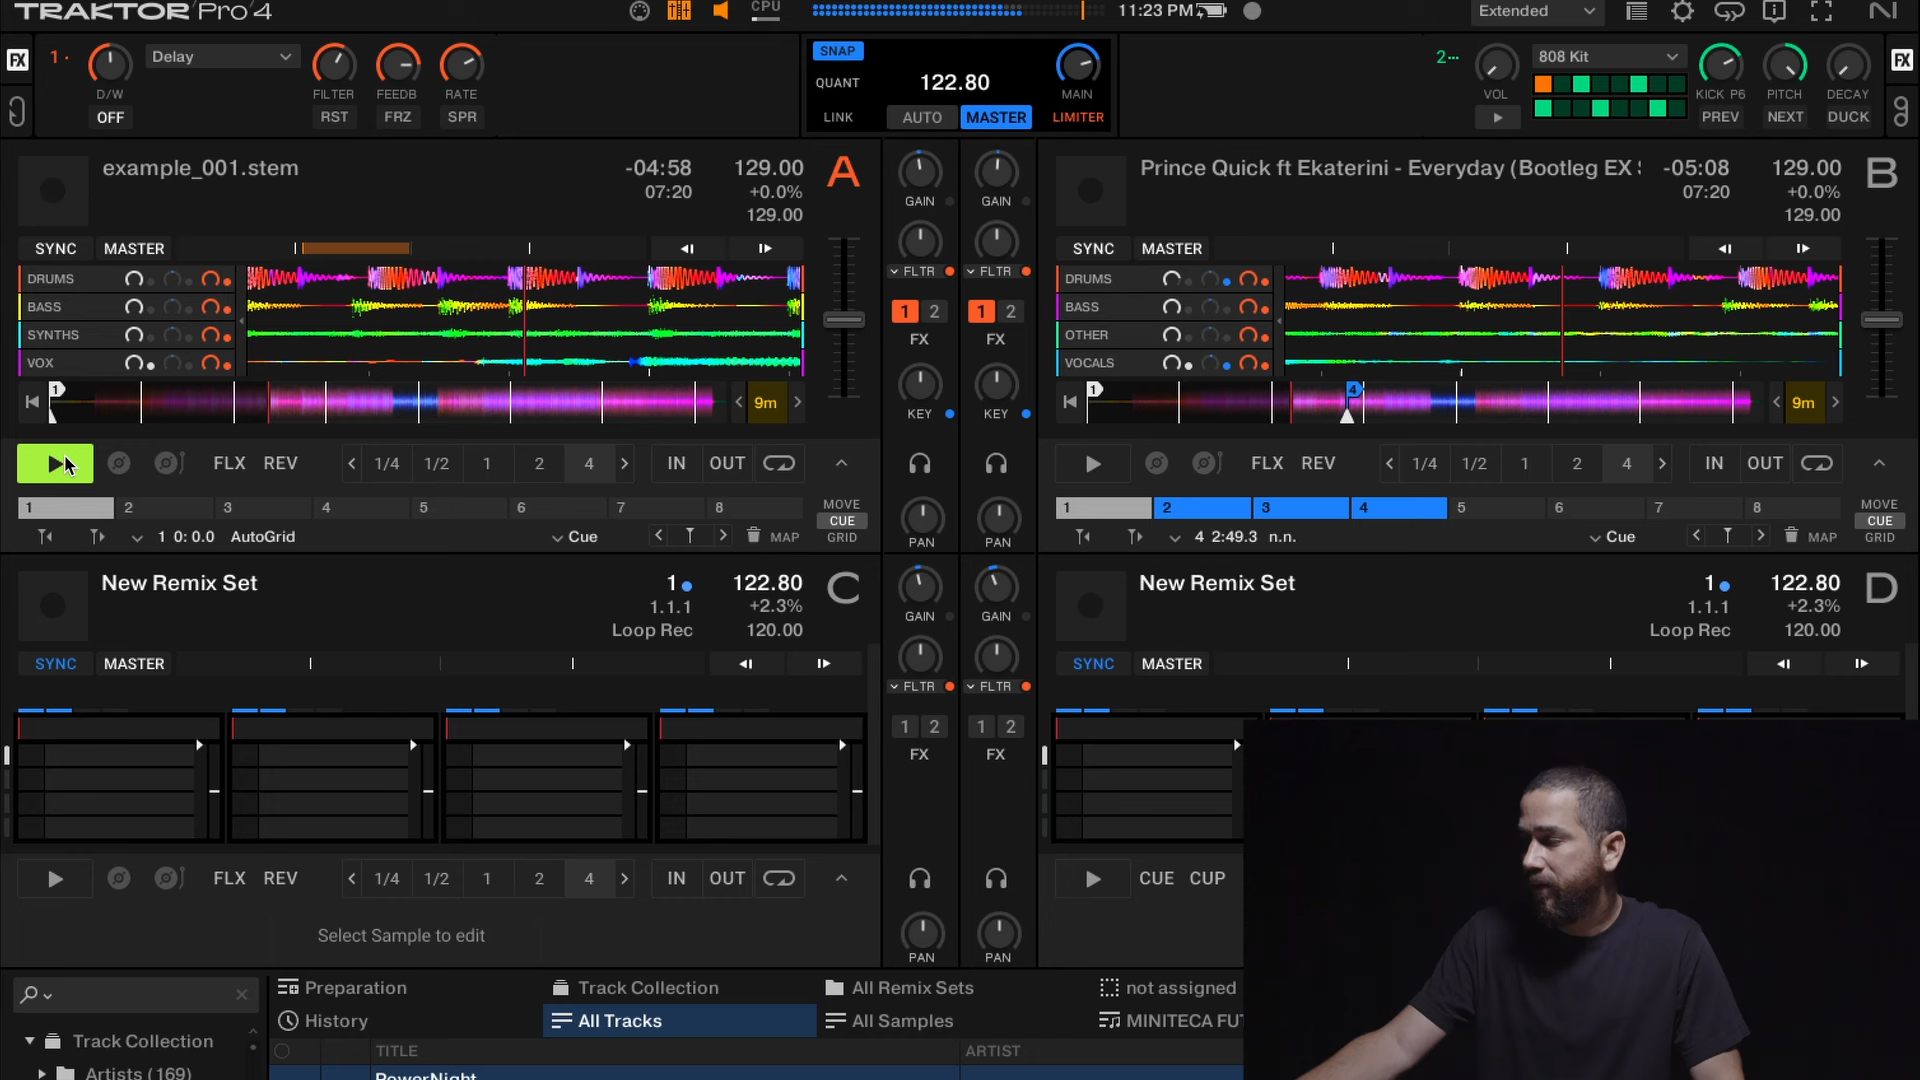 TRAKTOR Pro 4
CPU
11:23 PM
Extended
FX
1
Delay
D/W
FILTER
FEEDB
RATE
OFF
RST
FRZ
SPR
SNAP
QUANT
122.80
MAIN
LINK
AUTO
MASTER
LIMITER
2
808 Kit
VOL
KICK P6
PITCH
DECAY
PREV
NEXT
DUCK
FX
example_001.stem
-04:58
129.00
A
07:20
+0.0%
129.00
SYNC
MASTER
DRUMS
BASS
SYNTHS
VOX
1
9m
FLX
REV
1/4
1/2
1
2
4
IN
OUT
1 2 3 4 5 6 7 8
MOVE
CUE
GRID
1 0: 0.0 AutoGrid
Cue
MAP
GAIN
GAIN
FLTR
FLTR
1 2
1 2
FX
FX
KEY
KEY
PAN
PAN
Prince Quick ft Ekaterini - Everyday (Bootleg EX
-05:08
129.00
B
07:20
+0.0%
129.00
SYNC
MASTER
DRUMS
BASS
OTHER
VOCALS
1
4
9m
FLX
REV
1/4
1/2
1
2
4
IN
OUT
1 2 3 4 5 6 7 8
MOVE
CUE
GRID
4 2:49.3 n.n.
Cue
MAP
New Remix Set
1
122.80
C
1.1.1
+2.3%
Loop Rec
120.00
SYNC
MASTER
FLX
REV
1/4
1/2
1
2
4
IN
OUT
Select Sample to edit
GAIN
GAIN
FLTR
FLTR
1 2
1 2
FX
FX
PAN
PAN
New Remix Set
1
122.80
D
1.1.1
+2.3%
Loop Rec
120.00
SYNC
MASTER
CUE
CUP
Preparation
Track Collection
All Remix Sets
not assigned
History
All Tracks
All Samples
MINITECA FUT
Track Collection
TITLE
ARTIST
Artists (169)
PowerNight